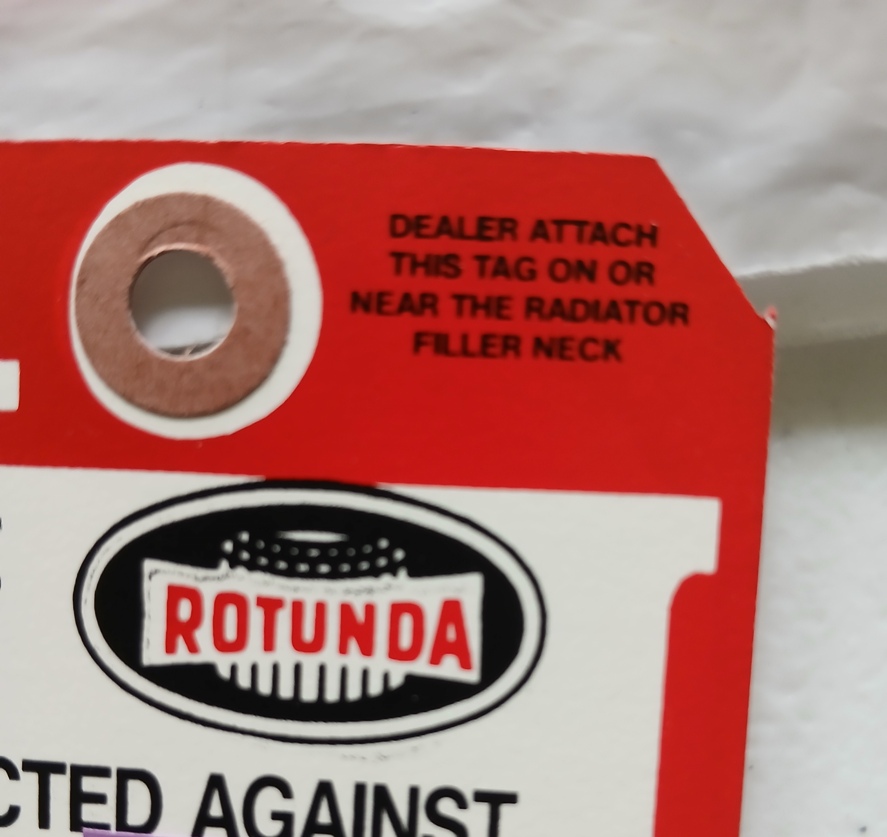 DEALER ATTACH
THIS TAG ON OR
NEAR THE RADIATOR
FILLER NECK
ROTUNDA
CTED AGAINST